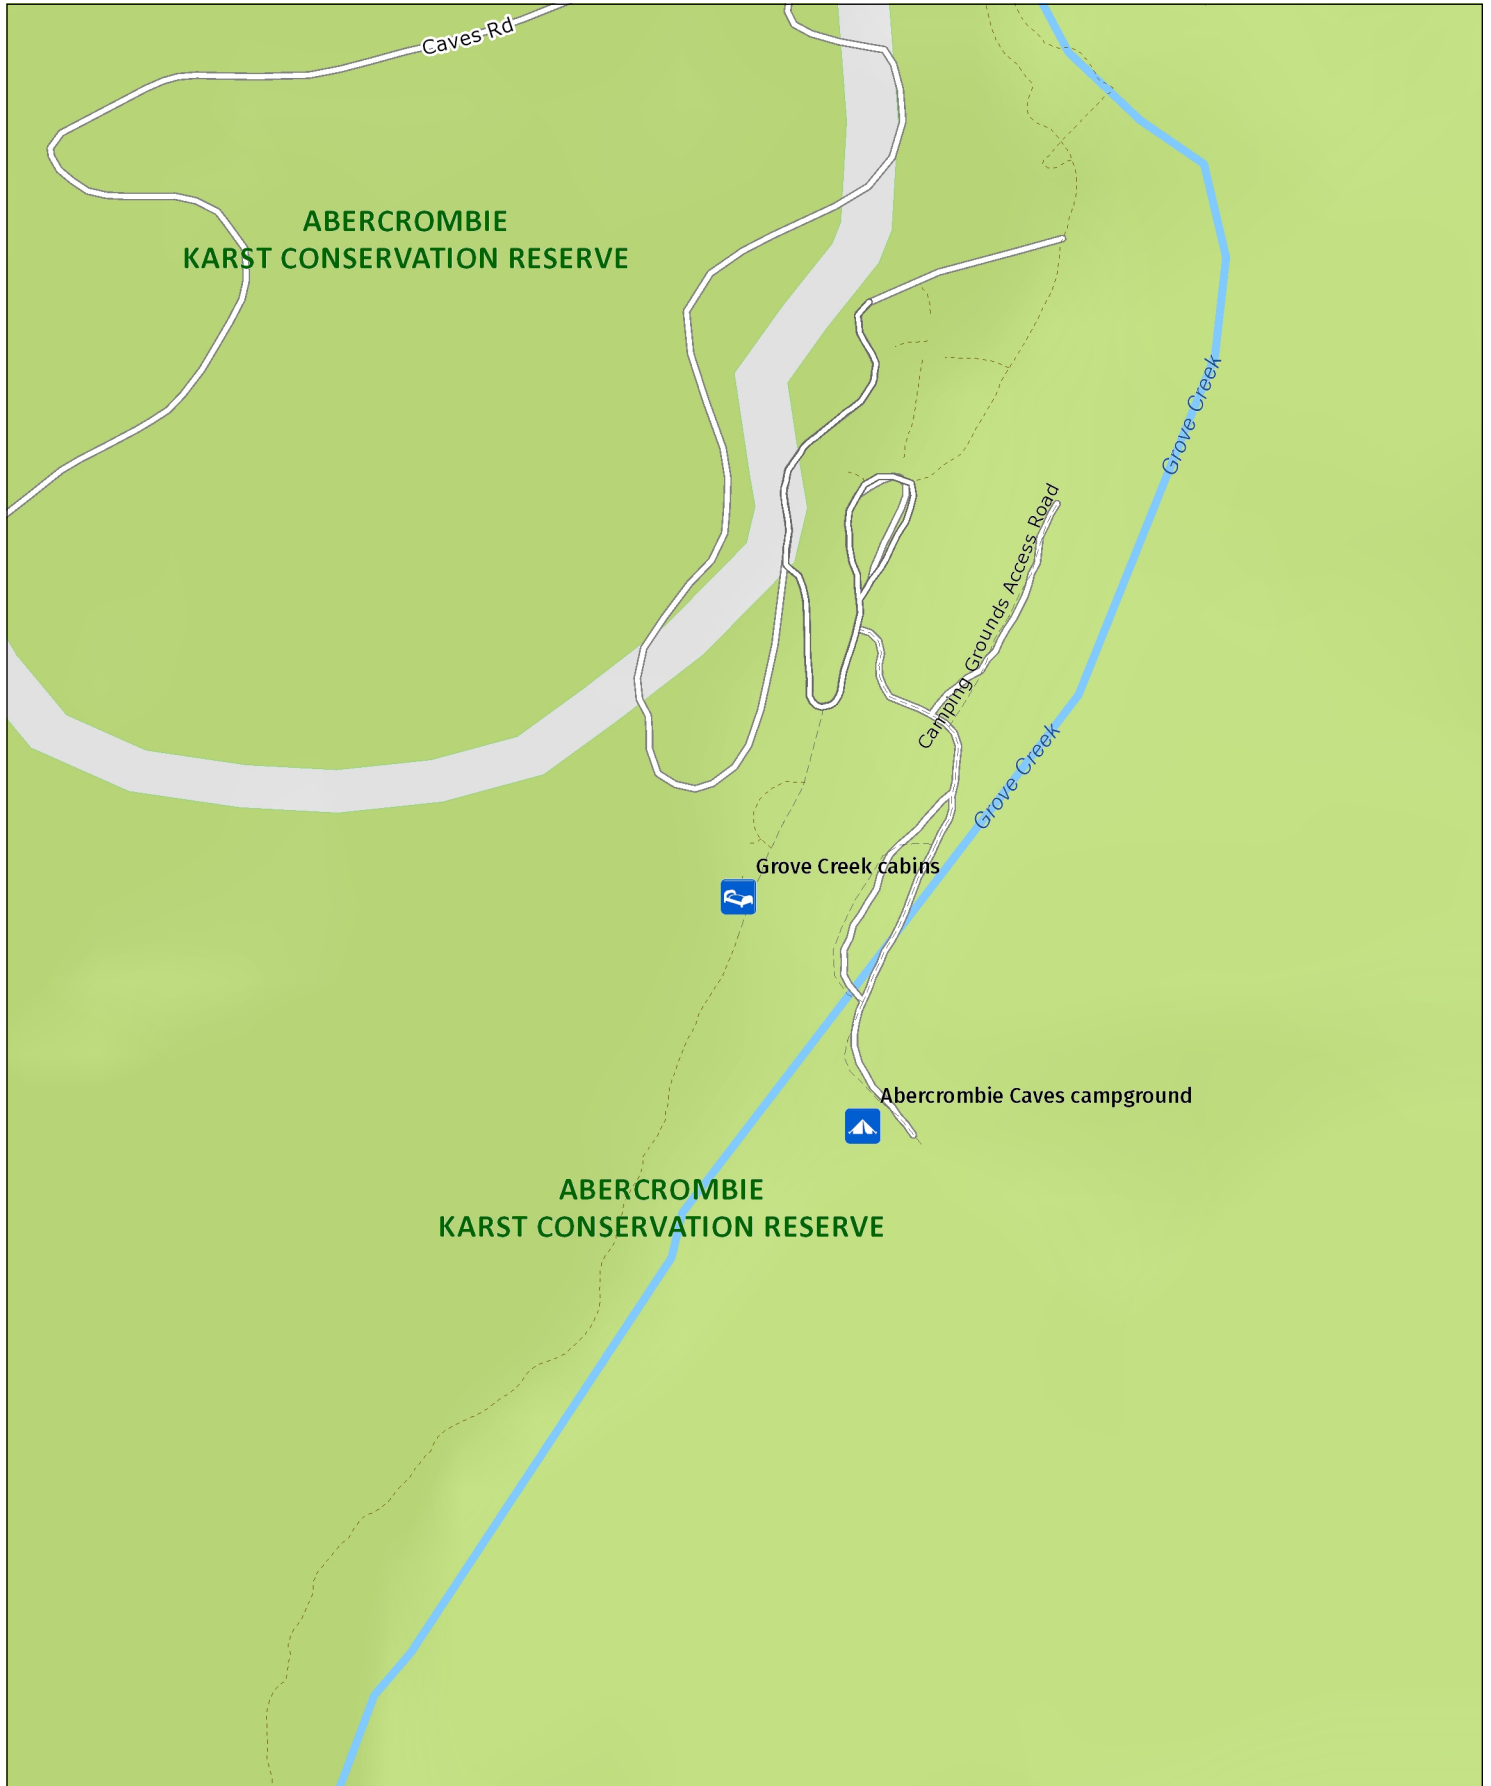 Caves Rd
ABERCROMBIE
KARST CONSERVATION RESERVE
Grove Creek
Camping Grounds Access Road
Grove Creek
Grove Creek cabins
Abercrombie Caves campground
ABERCROMBIE
KARST CONSERVATION RESERVE